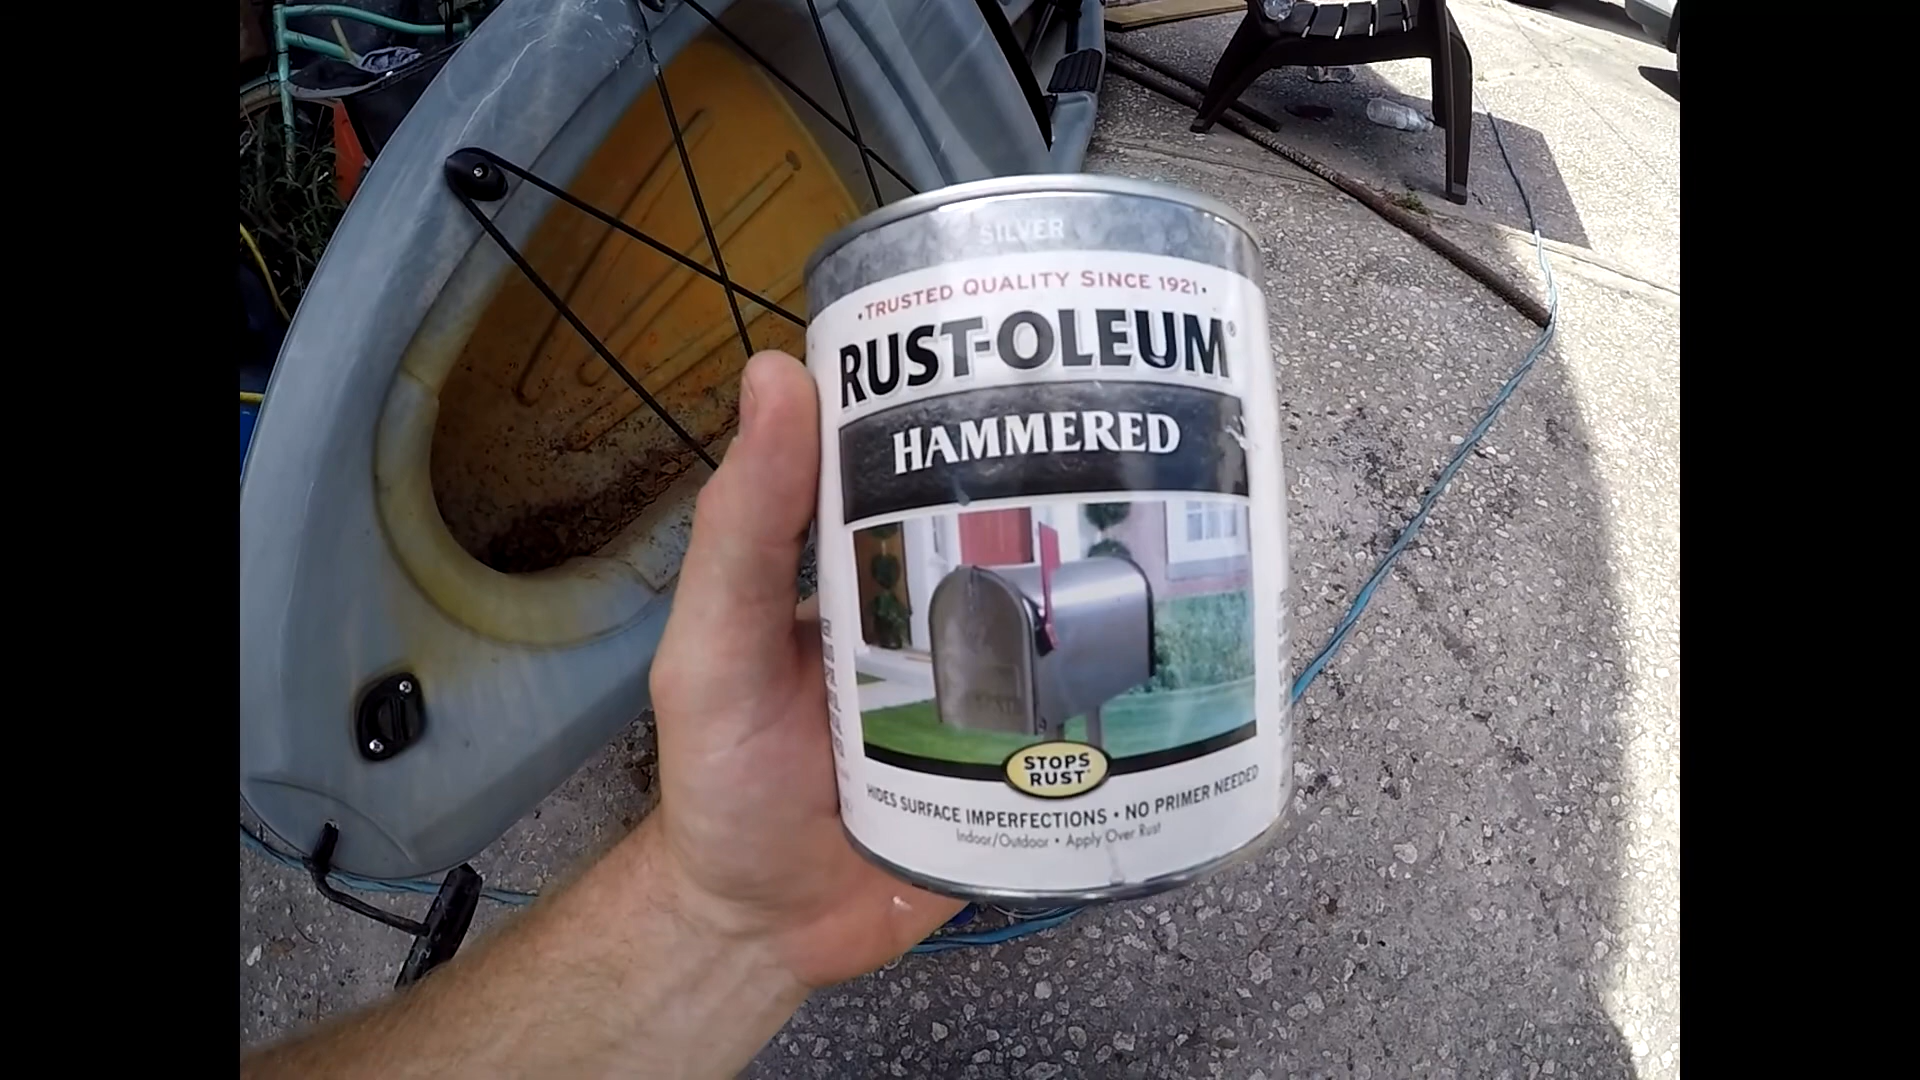 SILVER
•TRUSTED QUALITY SINCE 1921•
RUST-OLEUM®
HAMMERED
STOPS
RUST
HIDES SURFACE IMPERFECTIONS • NO PRIMER NEEDED
Indoor/Outdoor • Apply Over Rust